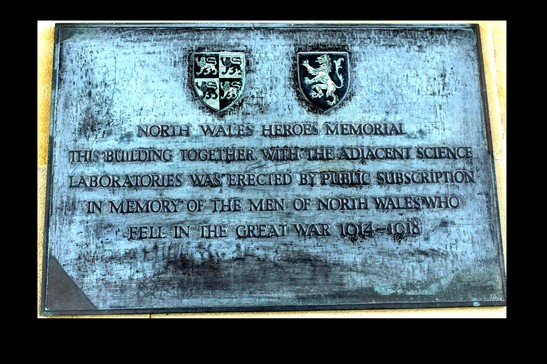 NORTH WALES HEROES MEMORIAL
THIS BUILDING TOGETHER WITH THE ADJACENT SCIENCE
LABORATORIES WAS ERECTED BY PUBLIC SUBSCRIPTION
IN MEMORY OF THE MEN OF NORTH WALES WHO
FELL IN THE GREAT WAR 1914-1918